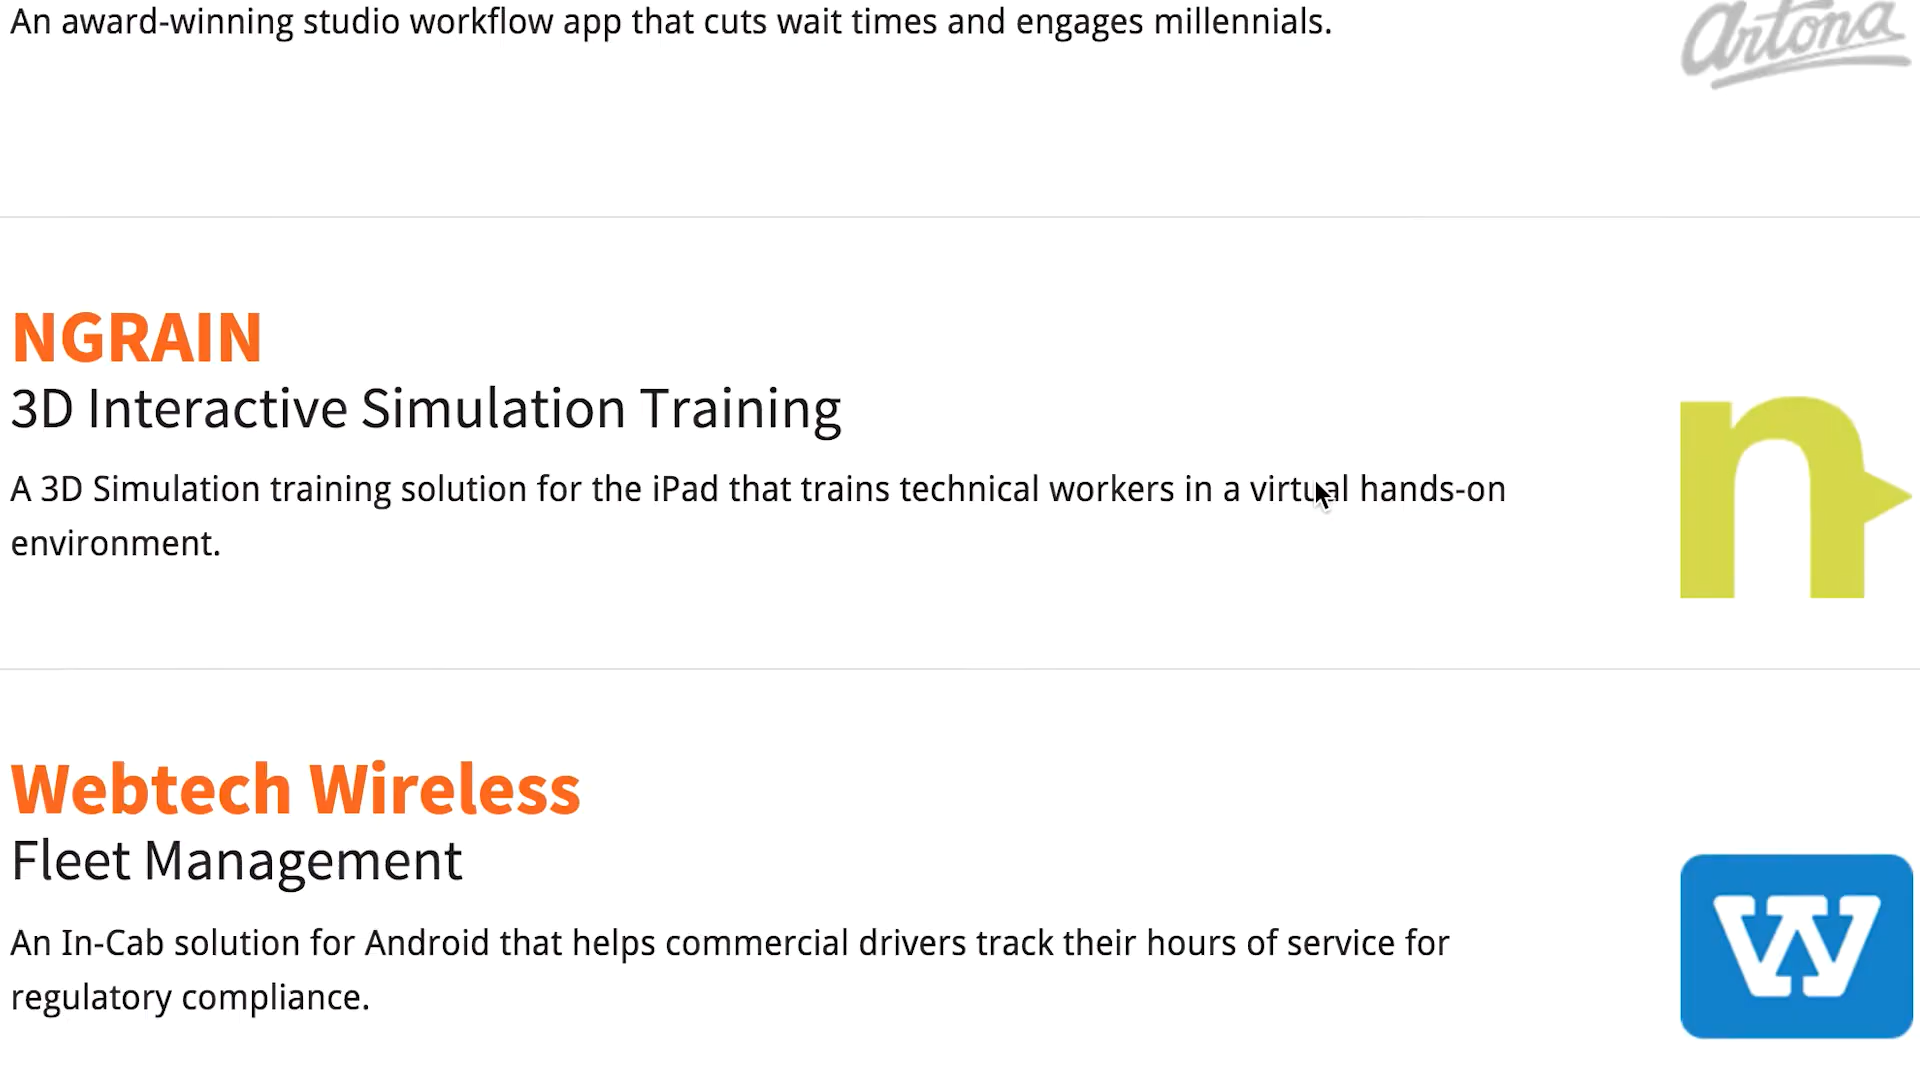 An award-winning studio workflow app that cuts wait times and engages millennials.
artona
NGRAIN
3D Interactive Simulation Training
A 3D Simulation training solution for the iPad that trains technical workers in a virtual hands-on
environment.
n
Webtech Wireless
Fleet Management
An In-Cab solution for Android that helps commercial drivers track their hours of service for
regulatory compliance.
W